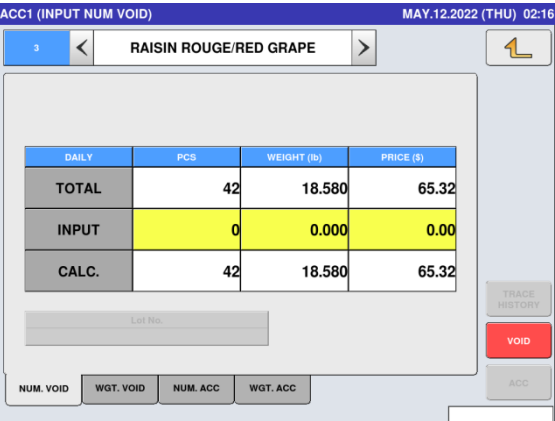 ACC1 (INPUT NUM VOID) MAY.12.2022 (THU) 02:16
3 < RAISIN ROUGE/RED GRAPE >
DAILY PCS WEIGHT (lb) PRICE ($)
TOTAL 42 18.580 65.32
INPUT 0 0.000 0.00
CALC. 42 18.580 65.32
TRACE
HISTORY
Lot No.
VOID
NUM. VOID WGT. VOID NUM. ACC WGT. ACC ACC